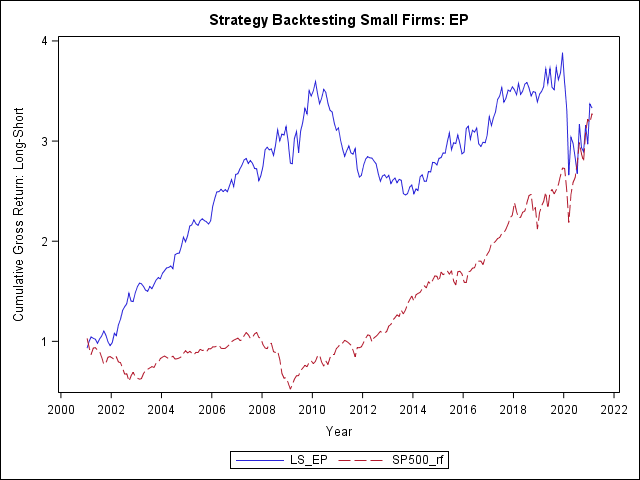 Strategy Backtesting Small Firms: EP
Cumulative Gross Return: Long-Short
4
3
2
1
2000 2002 2004 2006 2008 2010 2012 2014 2016 2018 2020 2022
Year
LS_EP SP500_rf